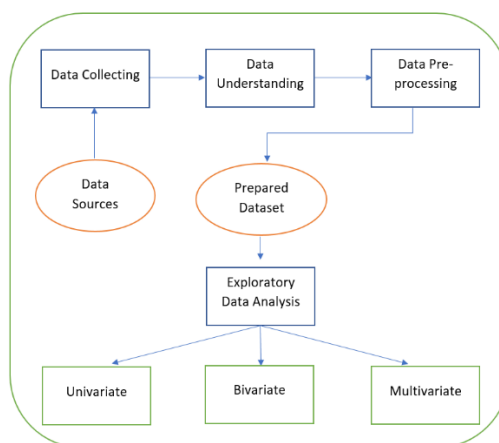 Data Collecting
Data
Understanding
Data Pre-
processing
Data
Sources
Prepared
Dataset
Exploratory
Data Analysis
Univariate
Bivariate
Multivariate